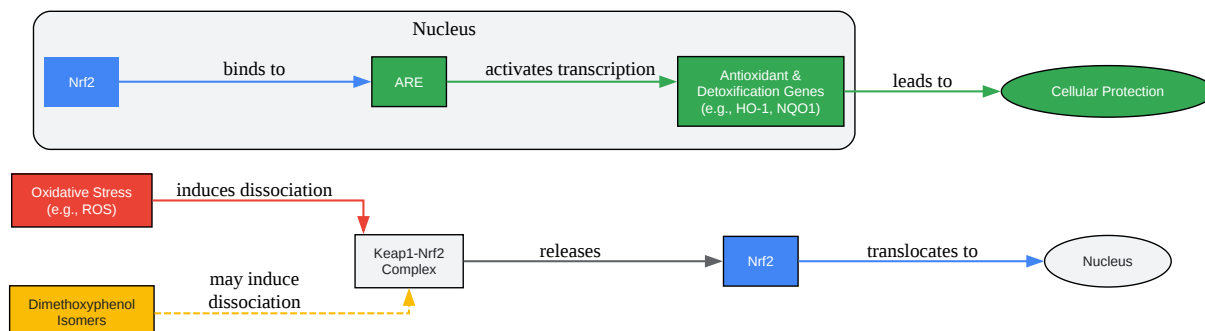 Nucleus
Nrf2
binds to
ARE
activates transcription
Antioxidant &
Detoxification Genes
(e.g., HO-1, NQO1)
leads to
Cellular Protection
Oxidative Stress
(e.g., ROS)
induces dissociation
Keap1-Nrf2
Complex
releases
Nrf2
translocates to
Nucleus
may induce
dissociation
Dimethoxyphenol
Isomers